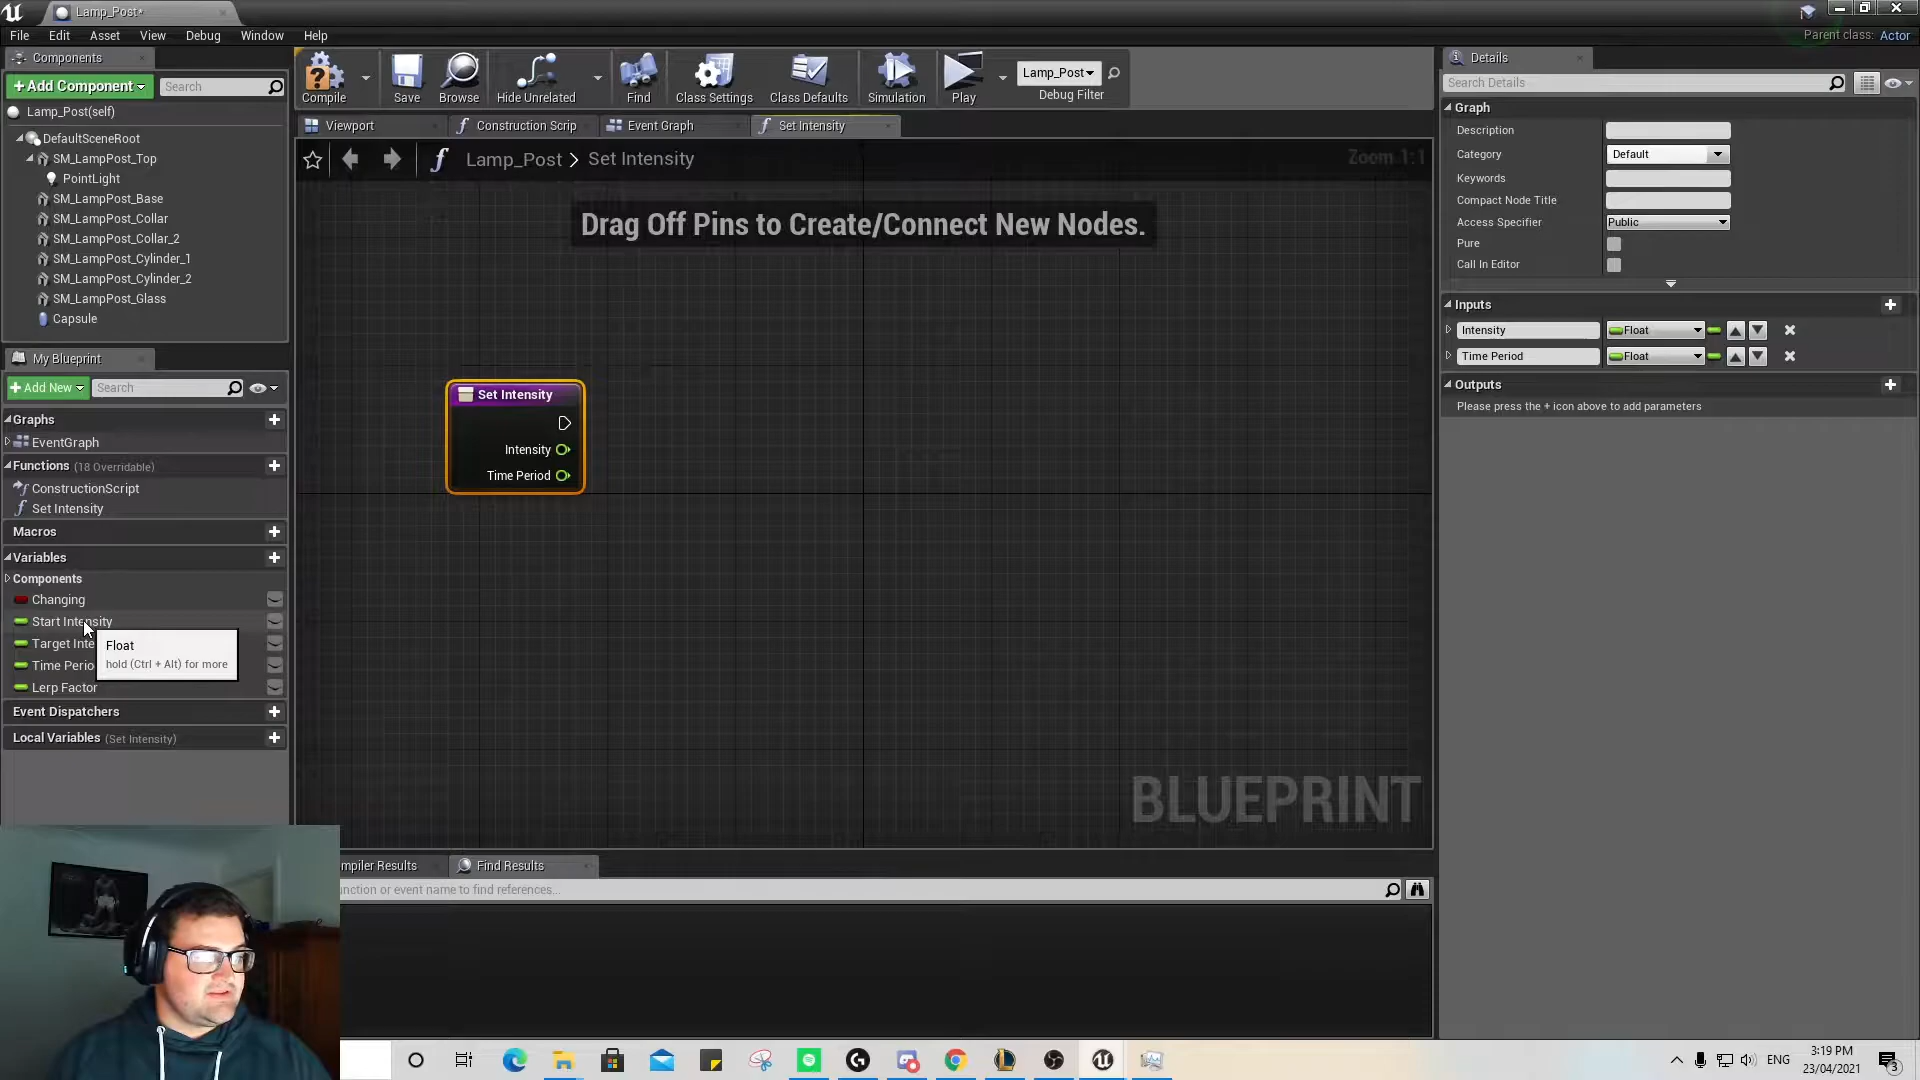 Lamp_Post*
File Edit Asset View Debug Window Help
Parent class: Actor
Components
+Add Component Search
Lamp_Post(self)
DefaultSceneRoot
SM_LampPost_Top
PointLight
SM_LampPost_Base
SM_LampPost_Collar
SM_LampPost_Collar_2
SM_LampPost_Cylinder_1
SM_LampPost_Cylinder_2
SM_LampPost_Glass
Capsule
My Blueprint
+Add New Search
Graphs
EventGraph
Functions (18 Overridable)
ConstructionScript
Set Intensity
Macros
Variables
Components
Changing
Start Intensity
Target Inte
Time Perio
Lerp Factor
Float
hold (Ctrl + Alt) for more
Event Dispatchers
Local Variables (Set Intensity)
Compile Save Browse Hide Unrelated Find Class Settings Class Defaults Simulation Play
Lamp_Post
Debug Filter
Viewport Construction Scrip Event Graph Set Intensity
Lamp_Post > Set Intensity
Zoom 1:1
Drag Off Pins to Create/Connect New Nodes.
Set Intensity
Intensity
Time Period
BLUEPRINT
mpiler Results Find Results
unction or event name to find references...
Details
Search Details
Graph
Description
Category Default
Keywords
Compact Node Title
Access Specifier Public
Pure
Call In Editor
Inputs
Intensity Float
Time Period Float
Outputs
Please press the + icon above to add parameters
ENG
3:19 PM
23/04/2021
3